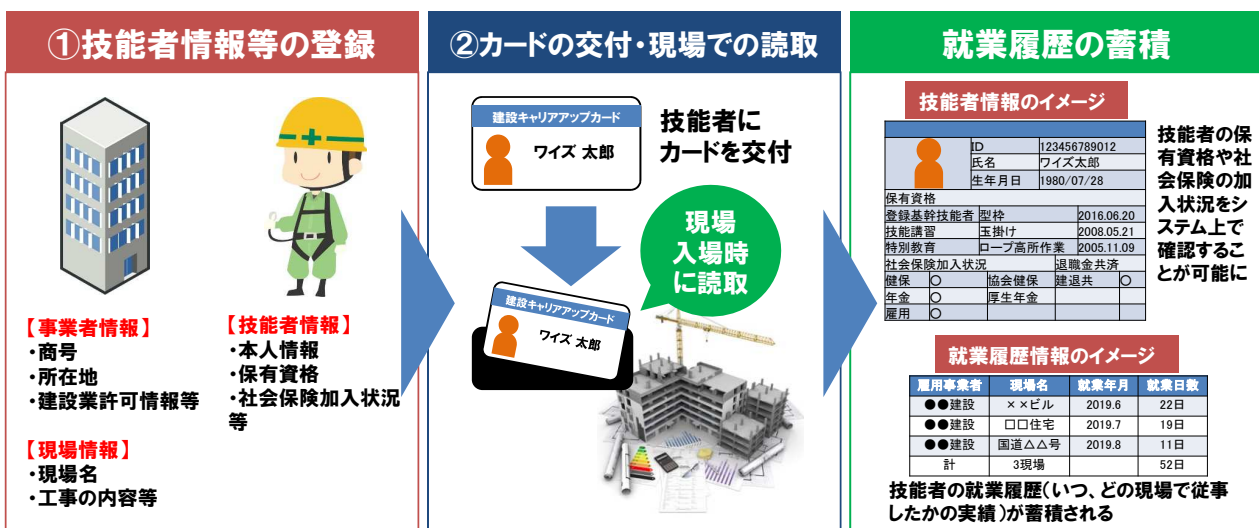 ①技能者情報等の登録
【事業者情報】
・商号
・所在地
・建設業許可情報等
【現場情報】
・現場名
・工事の内容等
【技能者情報】
・本人情報
・保有資格
・社会保険加入状況
等
②カードの交付・現場での読取
建設キャリアアップカード
ワイズ 太郎
技能者に
カードを交付
現場
入場時
に読取
建設キャリアアップカード
ワイズ 太郎
就業履歴の蓄積
技能者情報のイメージ
ID 123456789012
氏名 ワイズ太郎
生年月日 1980/07/28
保有資格
登録基幹技能者 型枠 2016.06.20
技能講習 玉掛け 2008.05.21
特別教育 ロープ高所作業 2005.11.09
社会保険加入状況 退職金共済
健保 ○ 協会健保 建退共 ○
年金 ○ 厚生年金
雇用 ○
技能者の保
有資格や社
会保険の加
入状況をシ
ステム上で
確認するこ
とが可能に
就業履歴情報のイメージ
雇用事業者 現場名 就業年月 就業日数
●●建設 ××ビル 2019.6 22日
●●建設 □□住宅 2019.7 19日
●●建設 国道△△号 2019.8 11日
計 3現場 52日
技能者の就業履歴(いつ、どの現場で従事
したかの実績)が蓄積される